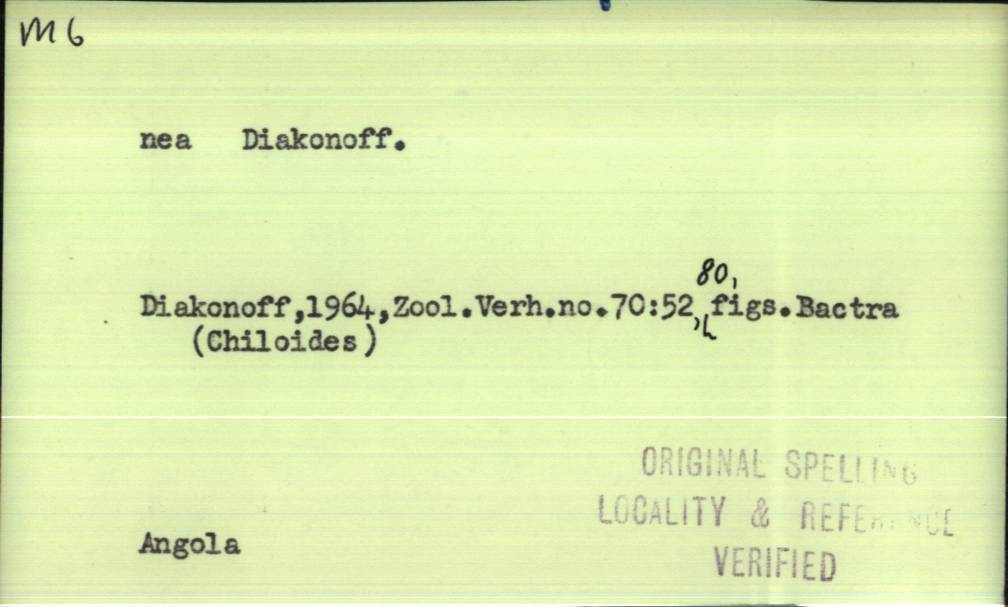 M6
nea Diakonoff.
Diakonoff,1964,Zool.Verh.no.70:52, 80, figs.Bactra
(Chiloides)
ORIGINAL SPELLING
LOCALITY & REFERENCE
VERIFIED
Angola